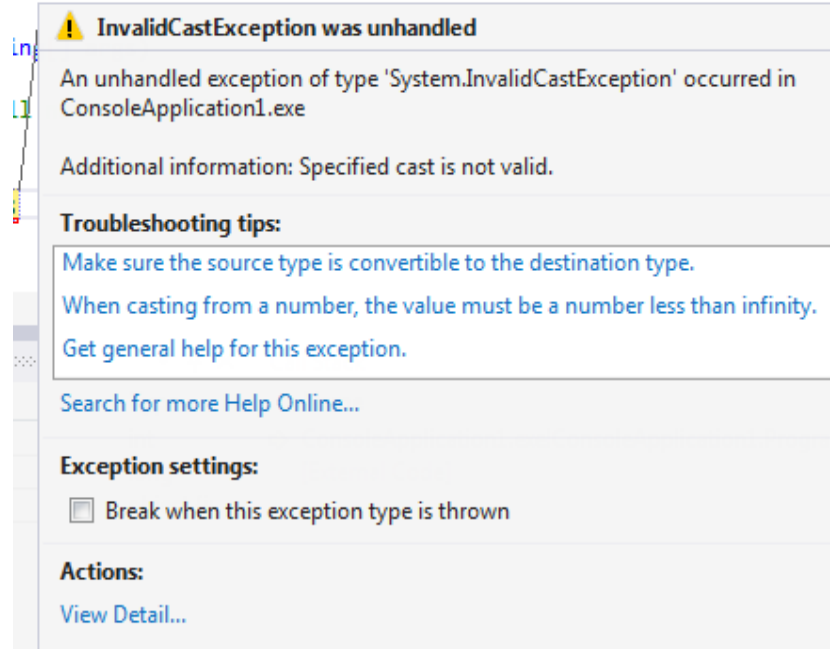 InvalidCastException was unhandled
An unhandled exception of type 'System.InvalidCastException' occurred in
ConsoleApplication1.exe
Additional information: Specified cast is not valid.
Troubleshooting tips:
Make sure the source type is convertible to the destination type.
When casting from a number, the value must be a number less than infinity.
Get general help for this exception.
Search for more Help Online...
Exception settings:
Break when this exception type is thrown
Actions:
View Detail...